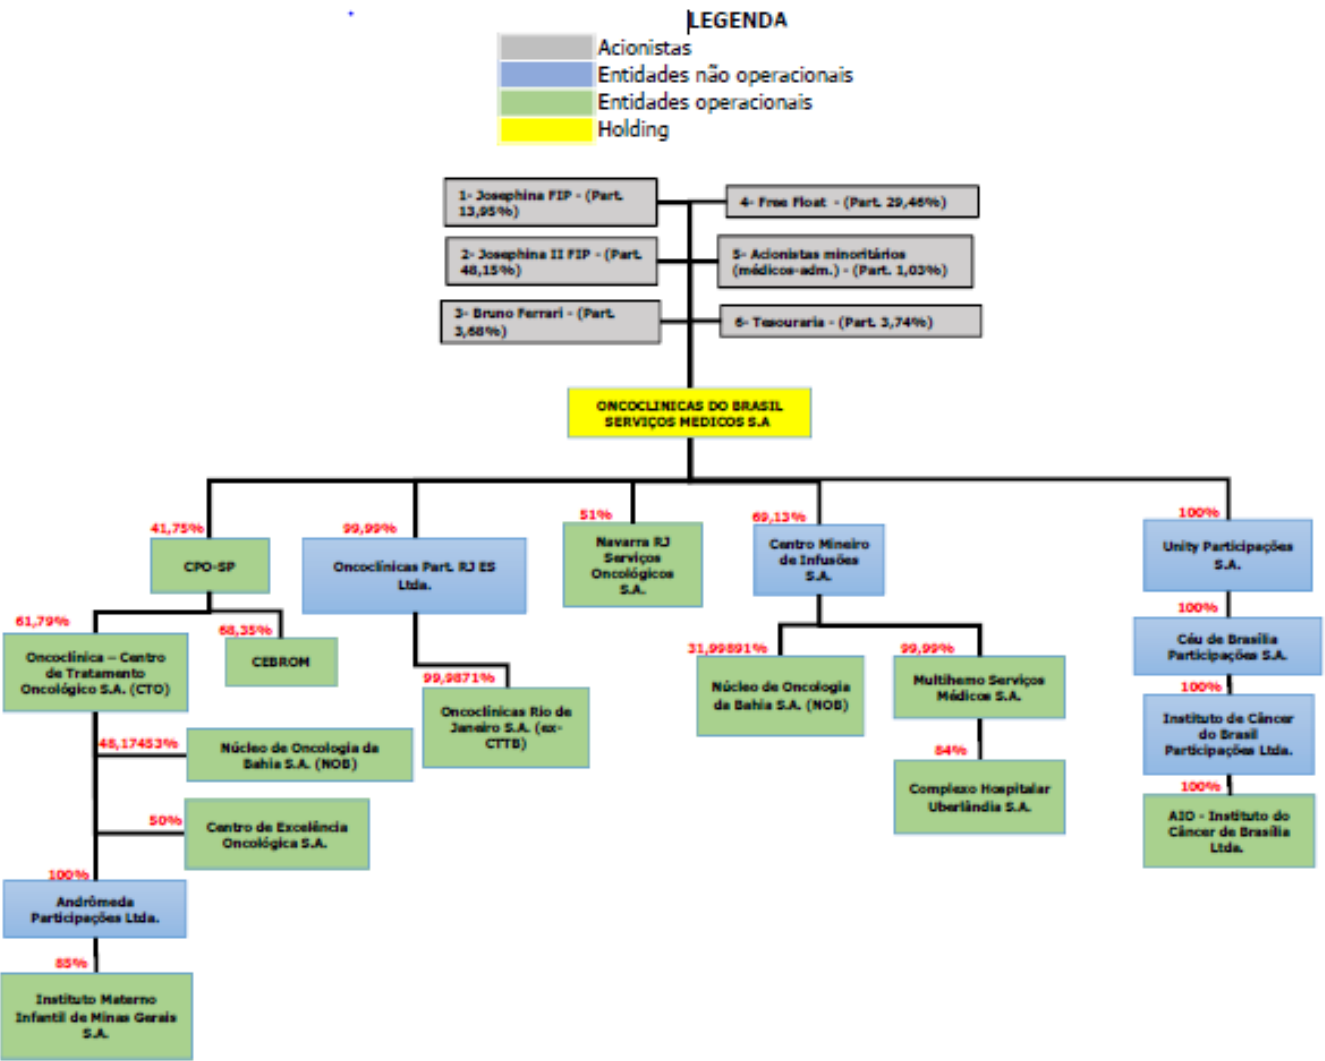 LEGENDA
Acionistas
Entidades não operacionais
Entidades operacionais
Holding
1- Josephina FIP - (Part.
13,95%)
4- Free Float - (Part. 29,46%)
2- Josephina II FIP - (Part.
48,15%)
5- Acionistas minoritários
(médicos-adm.) - (Part. 1,03%)
3- Bruno Ferrari - (Part.
3,68%)
6- Tesouraria - (Part. 3,74%)
ONCOCLINICAS DO BRASIL
SERVIÇOS MEDICOS S.A
41,75%
CPO-SP
99,99%
Oncoclínicas Part. RJ ES
Ltda.
51%
Navarra RJ
Serviços
Oncológicos
S.A.
69,13%
Centro Mineiro
de Infusões
S.A.
100%
Unity Participações
S.A.
61,79%
Oncoclínica – Centro
de Tratamento
Oncológico S.A. (CTO)
68,35%
CEBROM
99,9871%
Oncoclínicas Rio de
Janeiro S.A. (ex-
CTTB)
31,99891%
Núcleo de Oncologia
da Bahia S.A. (NOB)
99,99%
Multihemo Serviços
Médicos S.A.
100%
Céu de Brasília
Participações S.A.
48,17453%
Núcleo de Oncologia da
Bahia S.A. (NOB)
84%
Complexo Hospitalar
Uberlândia S.A.
100%
Instituto de Câncer
do Brasil
Participações Ltda.
50%
Centro de Excelência
Oncológica S.A.
100%
AIO - Instituto do
Câncer de Brasília
Ltda.
100%
Andrômeda
Participações Ltda.
85%
Instituto Materno
Infantil de Minas Gerais
S.A.